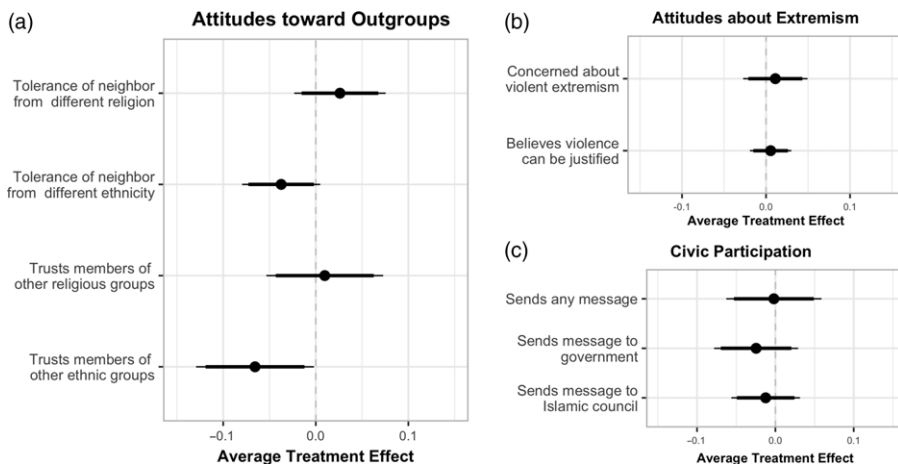 (a)
Attitudes toward Outgroups
Tolerance of neighbor
from different religion
Tolerance of neighbor
from different ethnicity
Trusts members of
other religious groups
Trusts members of
other ethnic groups
−0.1
0.0
0.1
Average Treatment Effect
(b)
Attitudes about Extremism
Concerned about
violent extremism
Believes violence
can be justified
-0.1
0.0
0.1
Average Treatment Effect
(c)
Civic Participation
Sends any message
Sends message to
government
Sends message to
Islamic council
-0.1
0.0
0.1
Average Treatment Effect